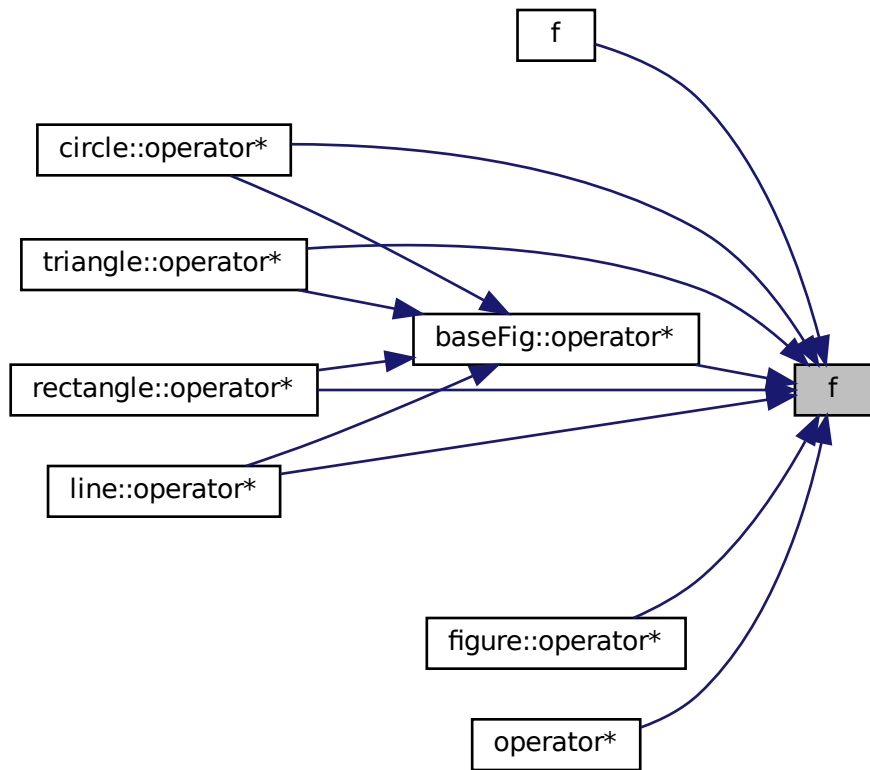 f
circle::operator*
triangle::operator*
baseFig::operator*
rectangle::operator*
f
line::operator*
figure::operator*
operator*